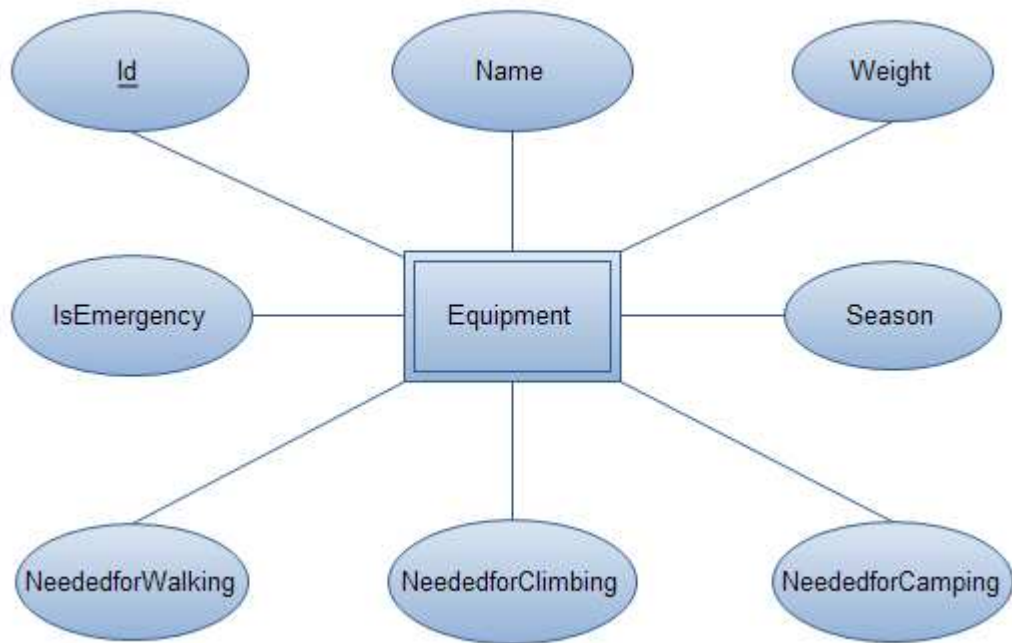 Id
Name
Weight
IsEmergency
Equipment
Season
NeededforWalking
NeededforClimbing
NeededforCamping